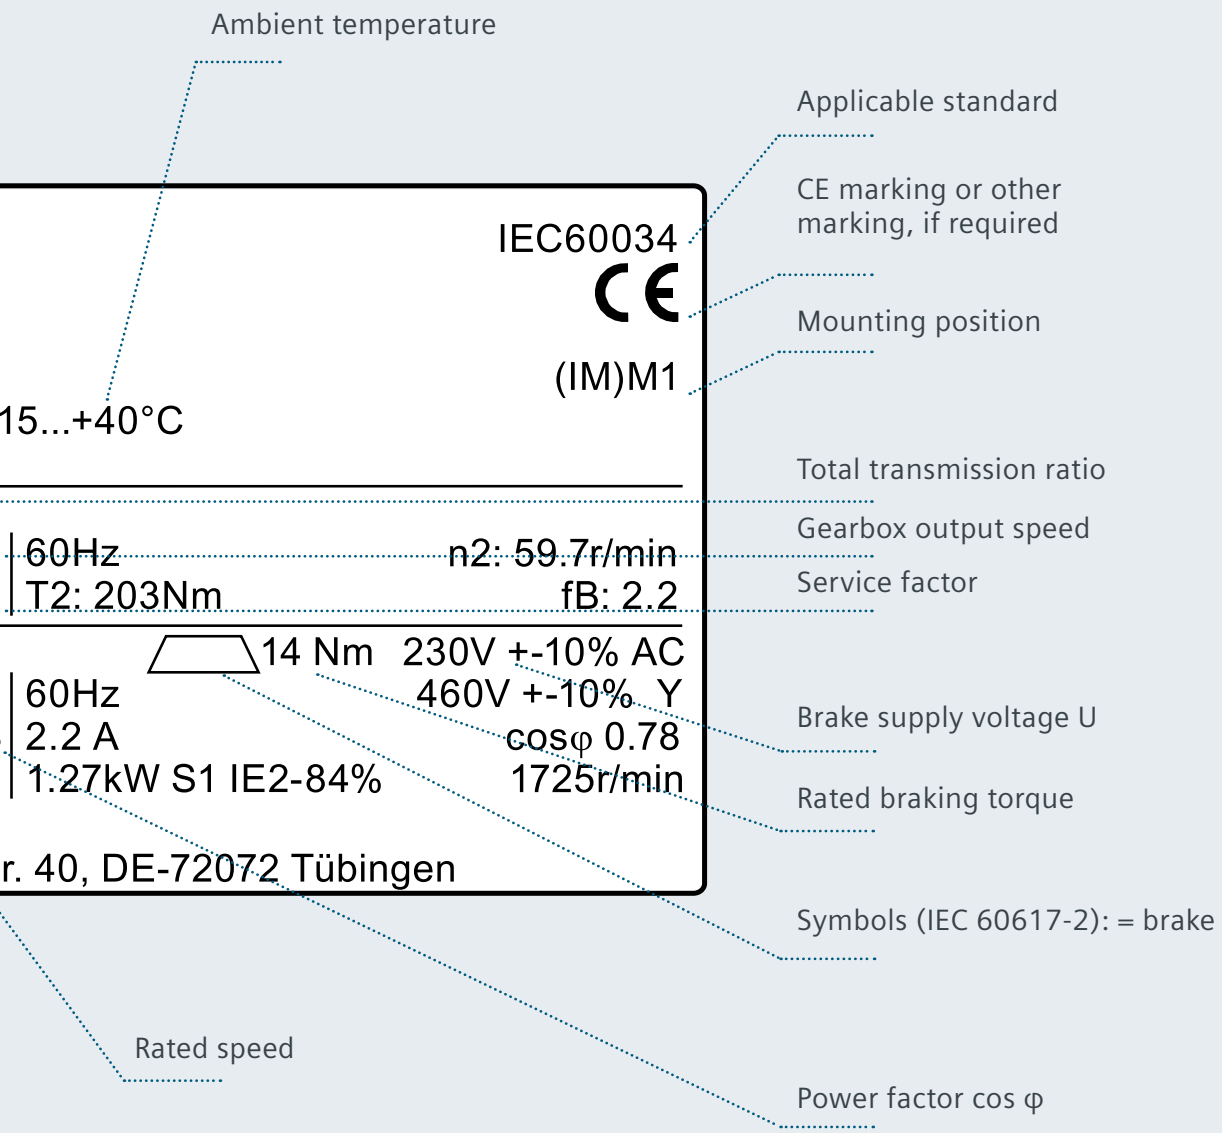 Ambient temperature
Applicable standard
CE marking or other
marking, if required
IEC60034
CE
Mounting position
(IM)M1
15...+40°C
Total transmission ratio
Gearbox output speed
60Hz n2: 59.7r/min
Service factor
T2: 203Nm fB: 2.2
14 Nm 230V +-10% AC
60Hz 460V +-10% Y
Brake supply voltage U
2.2 A cosφ 0.78
1.27kW S1 IE2-84% 1725r/min
Rated braking torque
r. 40, DE-72072 Tübingen
Symbols (IEC 60617-2): = brake
Rated speed
Power factor cos φ